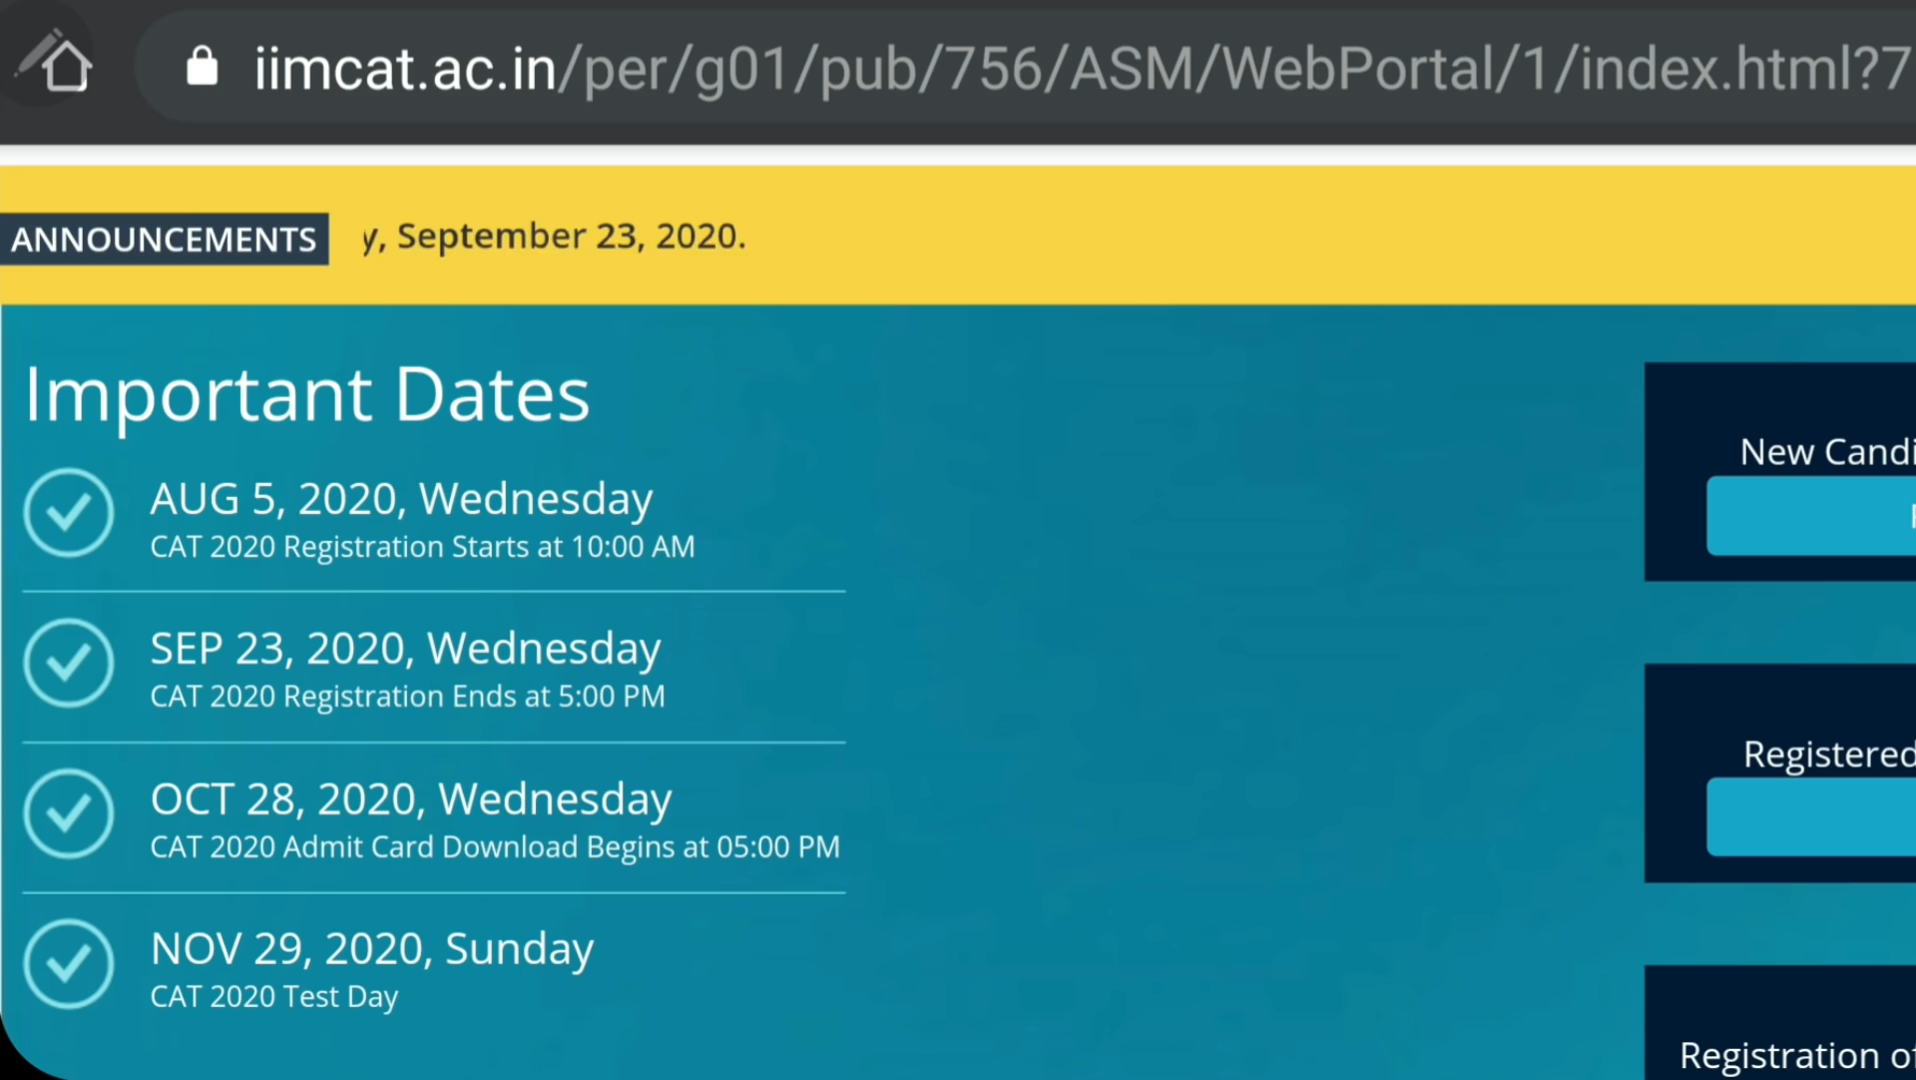 iimcat.ac.in/per/g01/pub/756/ASM/WebPortal/1/index.html?7
ANNOUNCEMENTS
y, September 23, 2020.
Important Dates
AUG 5, 2020, Wednesday
CAT 2020 Registration Starts at 10:00 AM
SEP 23, 2020, Wednesday
CAT 2020 Registration Ends at 5:00 PM
OCT 28, 2020, Wednesday
CAT 2020 Admit Card Download Begins at 05:00 PM
NOV 29, 2020, Sunday
CAT 2020 Test Day
New Candi
Registered
Registration of